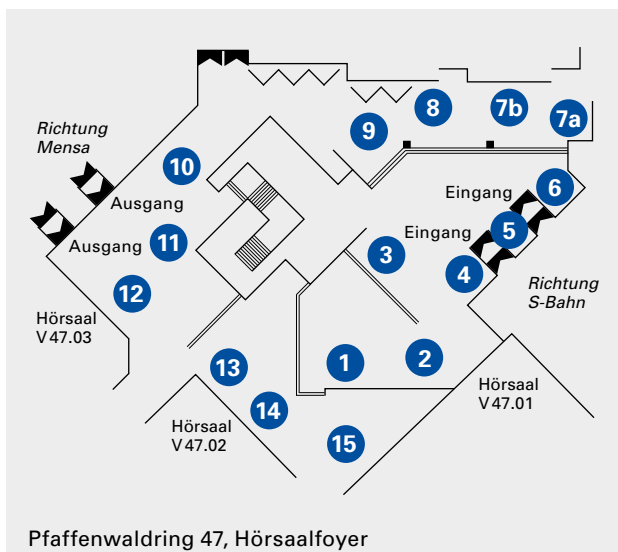 8
7b
7a
Richtung
Mensa
9
10
6
Eingang
Ausgang
5
Eingang
11
Ausgang
3
4
Richtung
S-Bahn
12
Hörsaal
V 47.03
1
2
13
Hörsaal
V 47.01
14
Hörsaal
V 47.02
15
Pfaffenwaldring 47, Hörsaalfoyer